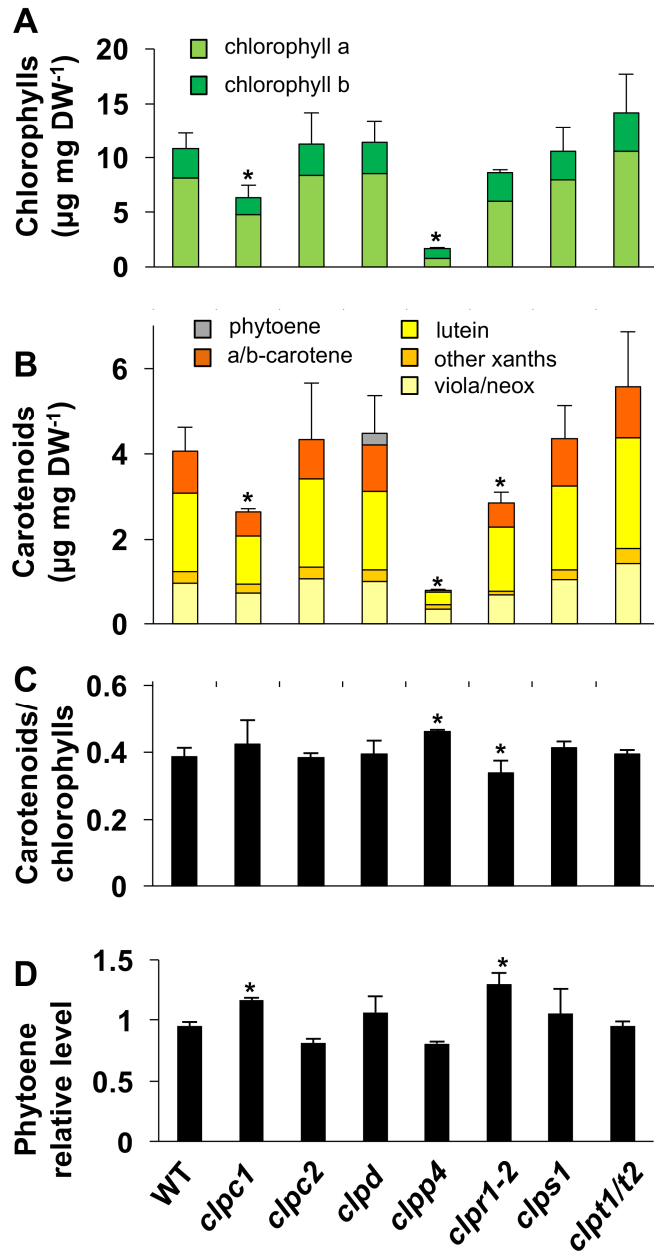 A
Chlorophylls
(µg mg DW-1)
20
15
10
5
0
chlorophyll a
chlorophyll b
*
*
B
Carotenoids
(µg mg DW-1)
6
4
2
0
phytoene
a/b-carotene
lutein
other xanths
viola/neox
*
*
*
C
Carotenoids/
chlorophylls
0.6
0.4
0.2
0
*
*
D
Phytoene
relative level
1.5
1
0.5
0
*
*
WT
clpc1
clpc2
clpd
clpp4
clpr1-2
clps1
clpt1/t2